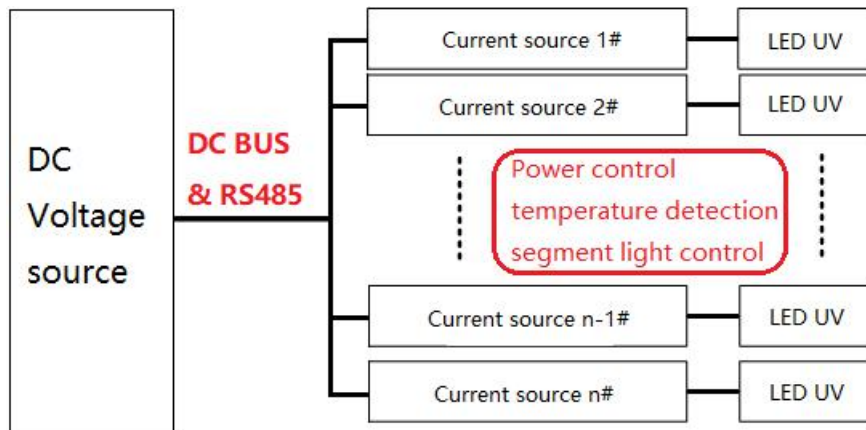 DC
Voltage
source
DC BUS
& RS485
Current source 1#
LED UV
Current source 2#
LED UV
Power control
temperature detection
segment light control
Current source n-1#
LED UV
Current source n#
LED UV